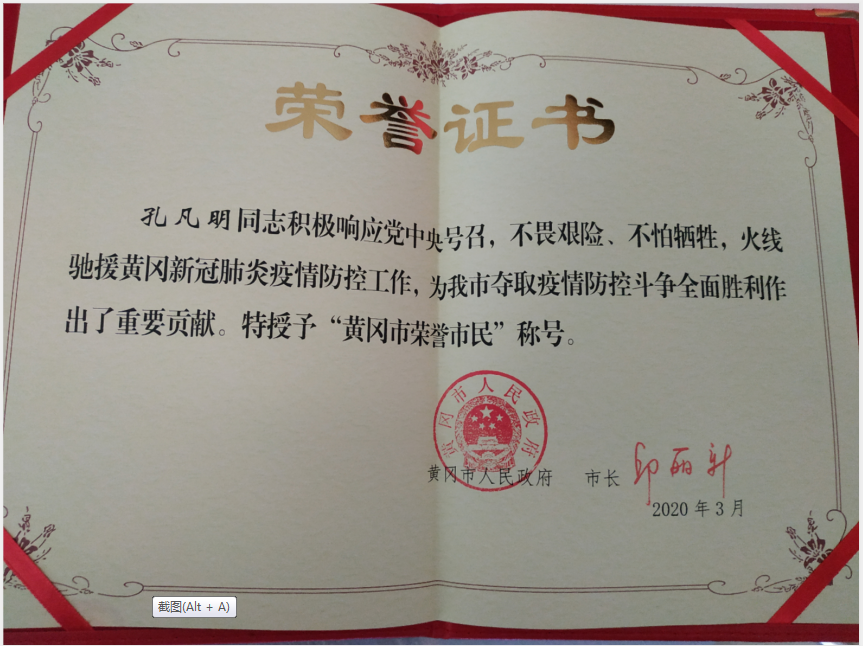 荣誉证书
孔凡明同志积极响应党中央号召，不畏艰险、不怕牺牲，火线
驰援黄冈新冠肺炎疫情防控工作，为我市夺取疫情防控斗争全面胜利作
出了重要贡献。特授予“黄冈市荣誉市民”称号。
黄冈市人民政府
黄冈市人民政府 市长 邱丽新
2020 年 3 月
截图(Alt + A)